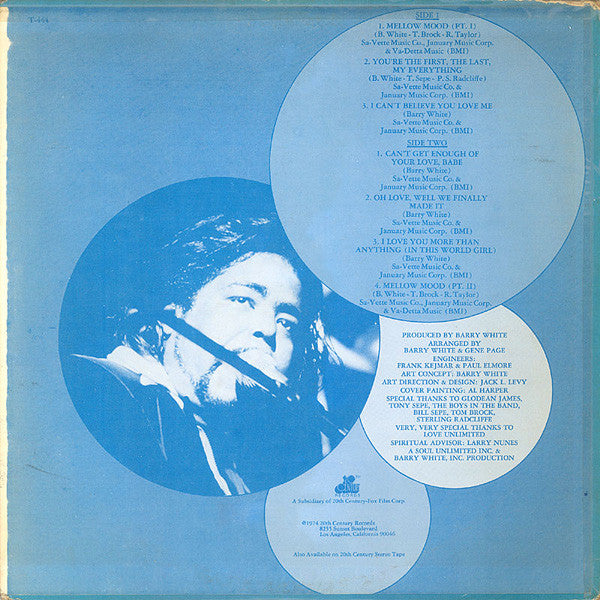 T-444
SIDE 1
1. MELLOW MOOD (PT. I)
(B. White - T. Brock - R. Taylor)
Sa-Vette Music Co., January Music Corp.
& Va-Detta Music (BMI)
2. YOU'RE THE FIRST, THE LAST,
MY EVERYTHING
(B. White - T. Sepe - P. S. Radcliffe)
Sa-Vette Music Co. &
January Music Corp. (BMI)
3. I CAN'T BELIEVE YOU LOVE ME
(Barry White)
Sa-Vette Music Co. &
January Music Corp. (BMI)
SIDE TWO
1. CAN'T GET ENOUGH OF
YOUR LOVE, BABE
(Barry White)
Sa-Vette Music Co. &
January Music Corp. (BMI)
2. OH LOVE, WELL WE FINALLY
MADE IT
(Barry White)
Sa-Vette Music Co. &
January Music Corp. (BMI)
3. I LOVE YOU MORE THAN
ANYTHING (IN THIS WORLD GIRL)
(Barry White)
Sa-Vette Music Co. &
January Music Corp. (BMI)
4. MELLOW MOOD (PT. II)
(B. White - T. Brock - R. Taylor)
Sa-Vette Music Co., January Music Corp.
& Va-Detta Music (BMI)
PRODUCED BY BARRY WHITE
ARRANGED BY
BARRY WHITE & GENE PAGE
ENGINEERS:
FRANK KEJMAR & PAUL ELMORE
ART CONCEPT: BARRY WHITE
ART DIRECTION & DESIGN: JACK L. LEVY
COVER PAINTING: AL HARPER
SPECIAL THANKS TO GLODEAN JAMES,
TONY SEPE, THE BOYS IN THE BAND,
BILL SEPE, TOM BROCK,
STERLING RADCLIFFE
VERY, VERY SPECIAL THANKS TO
LOVE UNLIMITED
SPIRITUAL ADVISOR: LARRY NUNES
A SOUL UNLIMITED INC. &
BARRY WHITE, INC. PRODUCTION
RECORDS
A Subsidiary of 20th Century-Fox Film Corp.
℗1974 20th Century Records
8255 Sunset Boulevard
Los Angeles, California 90046
Also Available on 20th Century Stereo Tape